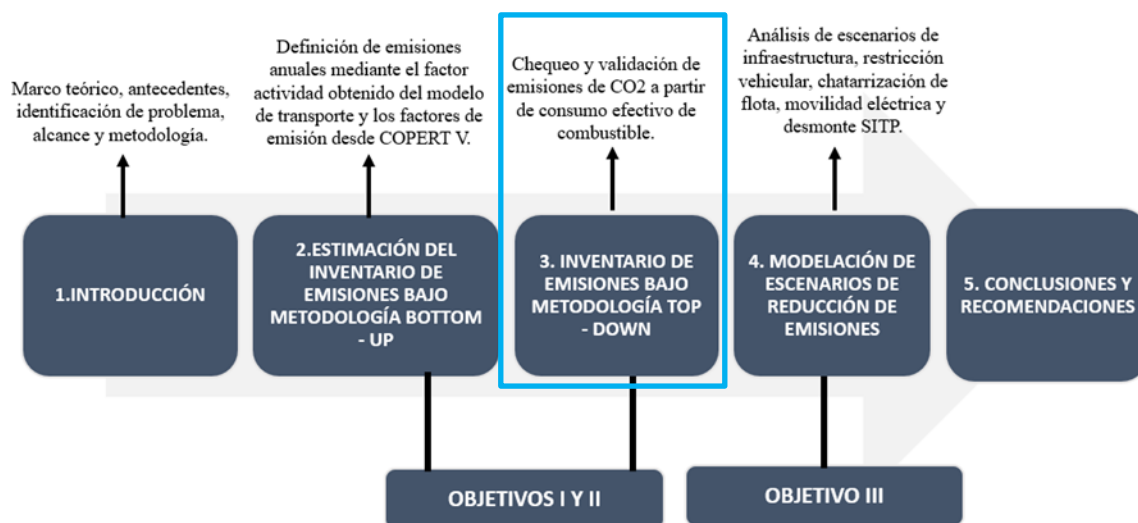 Marco teórico, antecedentes,
identificación de problema,
alcance y metodología.
Definición de emisiones
anuales mediante el factor
actividad obtenido del modelo
de transporte y los factores de
emisión desde COPERT V.
Chequeo y validación de
emisiones de CO2 a partir
de consumo efectivo de
combustible.
Análisis de escenarios de
infraestructura, restricción
vehicular, chatarrización de
flota, movilidad eléctrica y
desmonte SITP.
1.INTRODUCCIÓN
2.ESTIMACIÓN DEL
INVENTARIO DE
EMISIONES BAJO
METODOLOGÍA BOTTOM
- UP
3. INVENTARIO DE
EMISIONES BAJO
METODOLOGÍA TOP
- DOWN
4. MODELACIÓN DE
ESCENARIOS DE
REDUCCIÓN DE
EMISIONES
5. CONCLUSIONES Y
RECOMENDACIONES
OBJETIVOS I Y II
OBJETIVO III